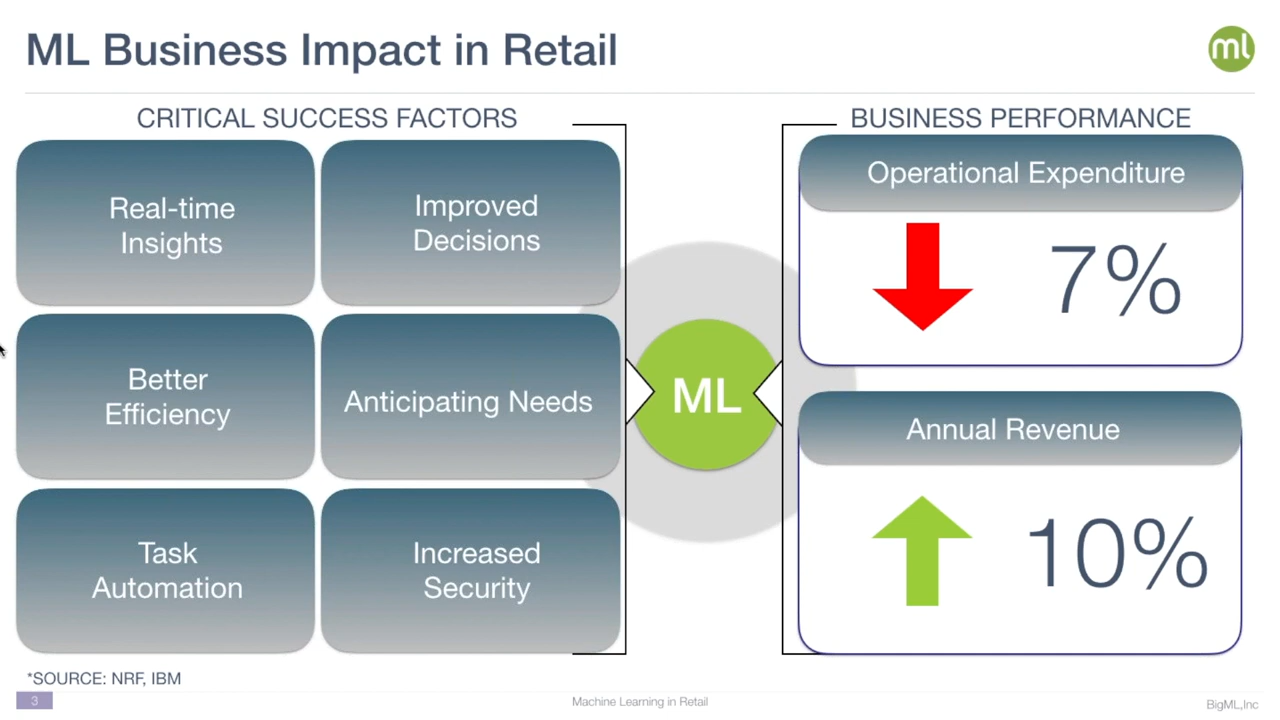 ML Business Impact in Retail
ml
CRITICAL SUCCESS FACTORS
Real-time
Insights
Improved
Decisions
Better
Efficiency
Anticipating Needs
Task
Automation
Increased
Security
ML
BUSINESS PERFORMANCE
Operational Expenditure
7%
Annual Revenue
10%
*SOURCE: NRF, IBM
3
Machine Learning in Retail
BigML,Inc